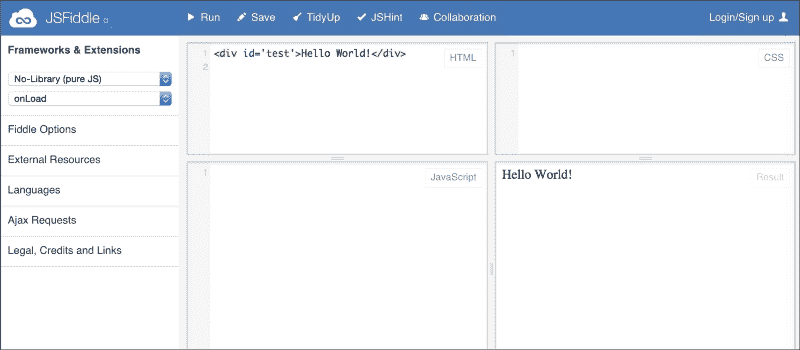 JSFiddle
Run Save TidyUp JSHint Collaboration Login/Sign up
Frameworks & Extensions
No-Library (pure JS)
onLoad
Fiddle Options
External Resources
Languages
Ajax Requests
Legal, Credits and Links
1 <div id='test'>Hello World!</div>
2
HTML
1
CSS
1
JavaScript
Hello World!
Result